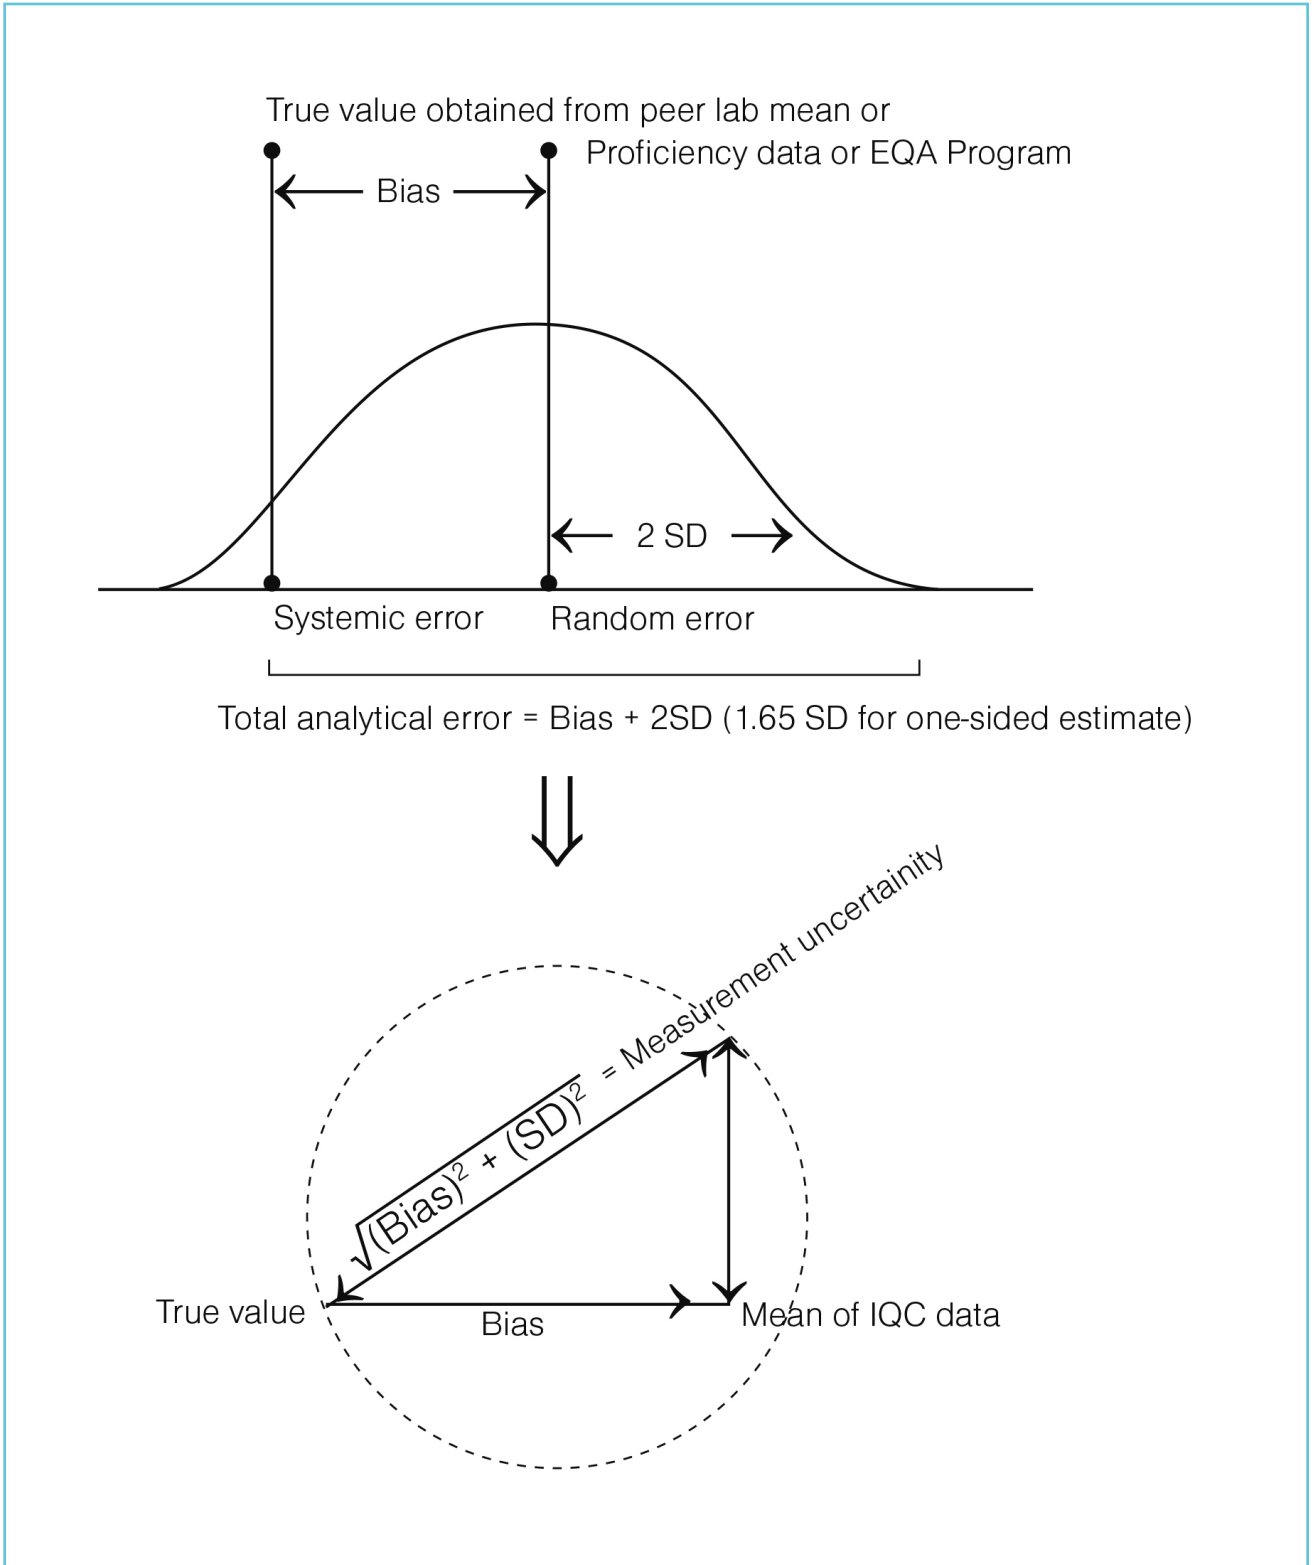 True value obtained from peer lab mean or
Proficiency data or EQA Program
Bias
2 SD
Systemic error
Random error
Total analytical error = Bias + 2SD (1.65 SD for one-sided estimate)
√(Bias)² + (SD)² = Measurement uncertainity
True value
Bias
Mean of IQC data